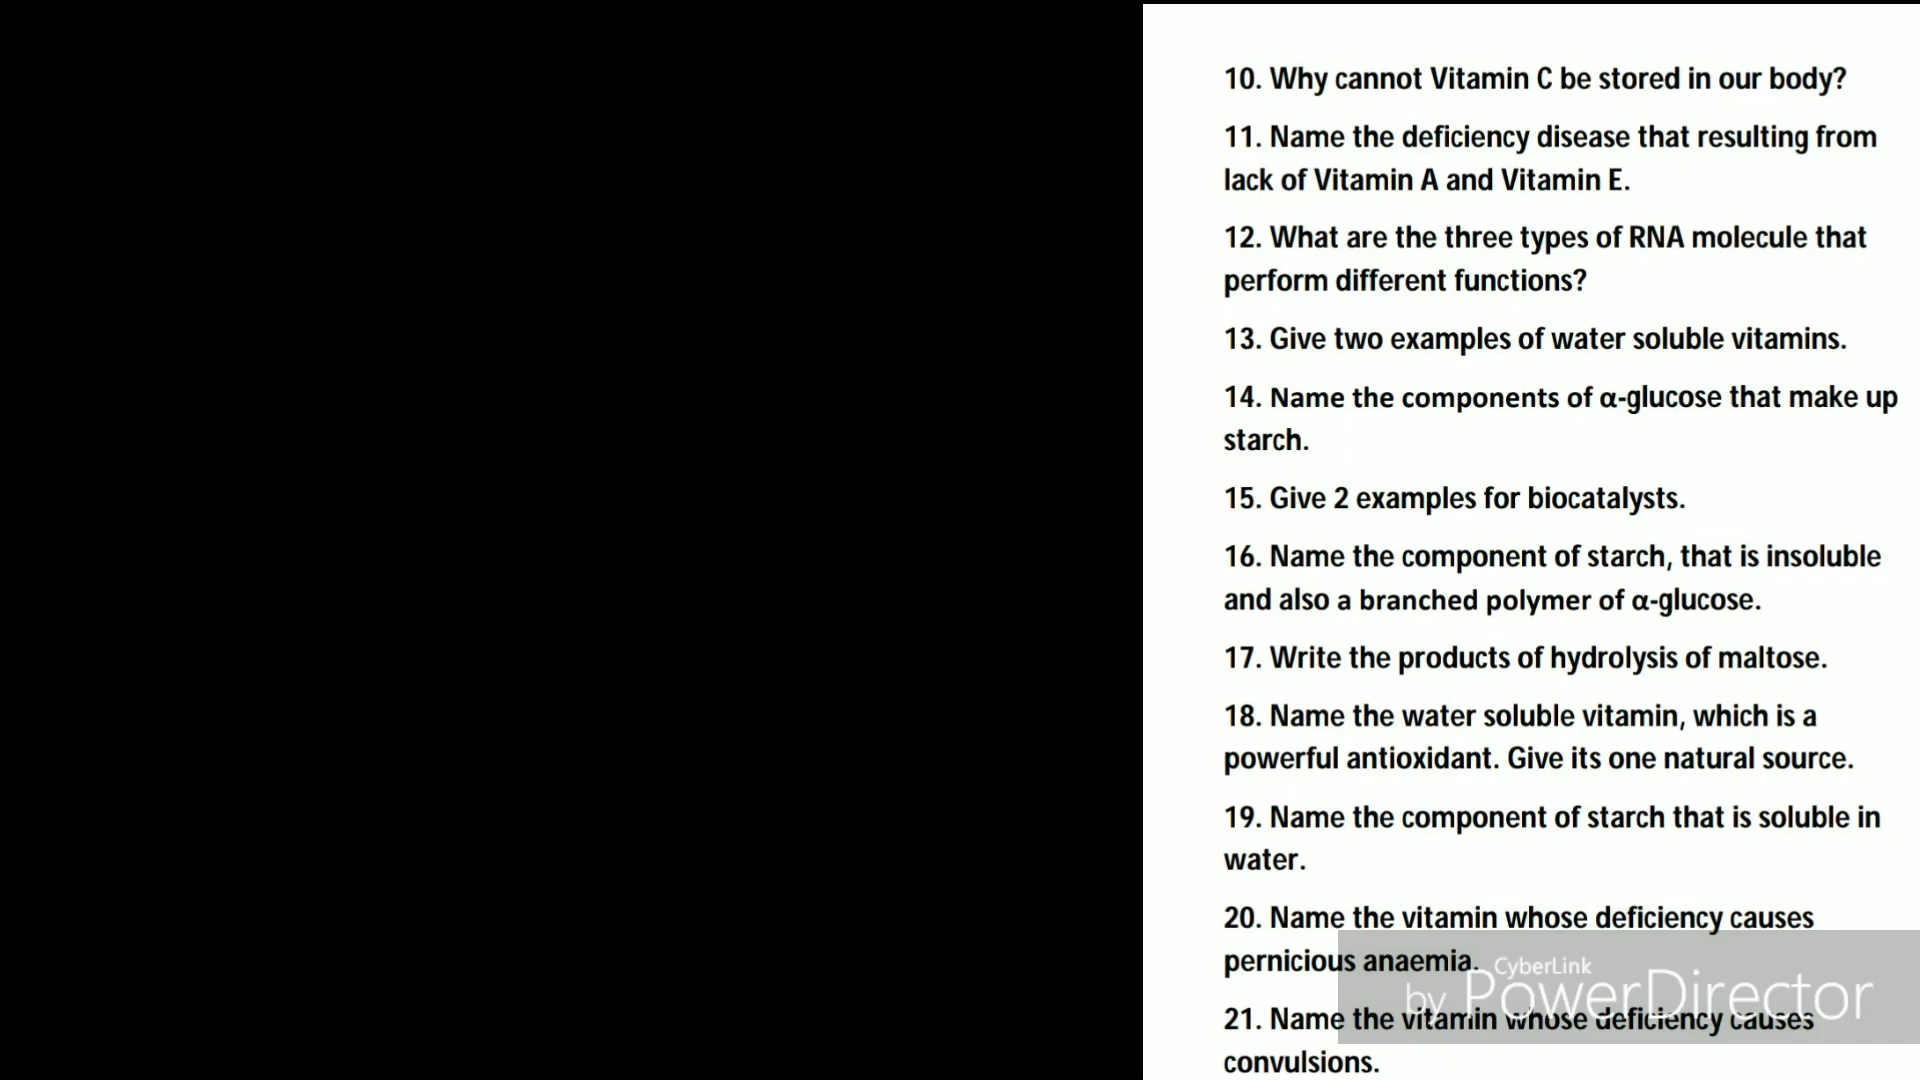 10. Why cannot Vitamin C be stored in our body?
11. Name the deficiency disease that resulting from
lack of Vitamin A and Vitamin E.
12. What are the three types of RNA molecule that
perform different functions?
13. Give two examples of water soluble vitamins.
14. Name the components of α-glucose that make up
starch.
15. Give 2 examples for biocatalysts.
16. Name the component of starch, that is insoluble
and also a branched polymer of α-glucose.
17. Write the products of hydrolysis of maltose.
18. Name the water soluble vitamin, which is a
powerful antioxidant. Give its one natural source.
19. Name the component of starch that is soluble in
water.
20. Name the vitamin whose deficiency causes
pernicious anaemia.
CyberLink
by PowerDirector
21. Name the vitamin whose deficiency causes
convulsions.